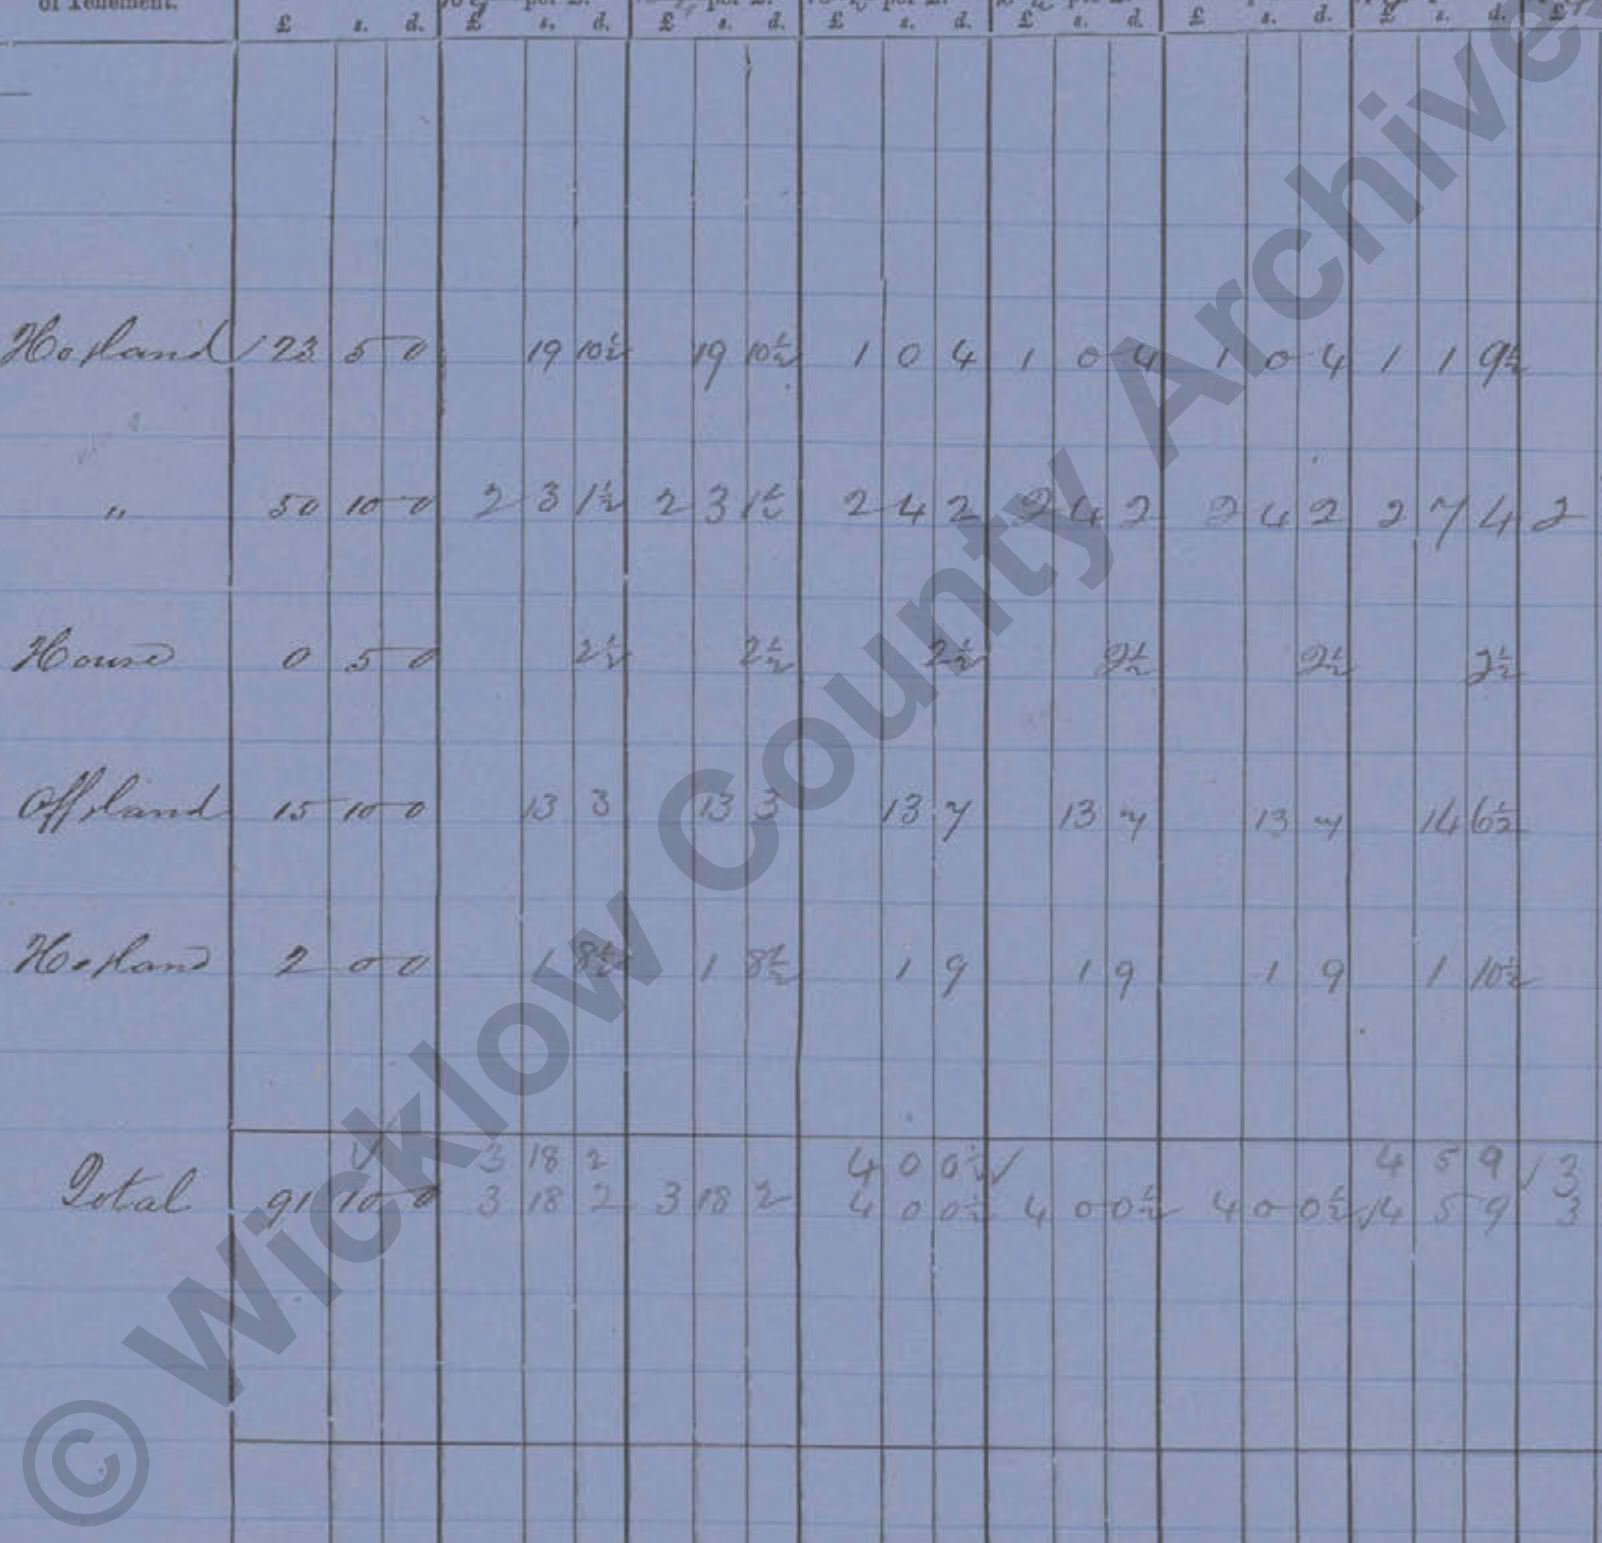 of Tenement.
£ s. d. £ s. d. £ s. d. £ s. d. £ s. d. £ s. d. £ s. d. £
Ho & land 23 5 0 19 10½ 19 10½ 1 0 4 1 0 4 1 0 4 1 1 9½
" 50 10 0 2 3 1½ 2 3 1½ 2 4 2 2 4 2 2 4 2 2 7 4 2
House 0 5 0 2½ 2½ 2½ 2½ 2½ 2½
Off & land 15 10 0 13 3 13 3 13 7 13 7 13 7 14 6½
Ho & land 2 0 0 1 8½ 1 8½ 1 9 1 9 1 9 1 10½
3 18 2 4 0 0½ ✓ 4 5 9 ✓ 3
Total 91 10 0 3 18 2 3 18 2 4 0 0½ 4 0 0½ 4 0 0½ 4 5 9 3
© Wicklow County Archive